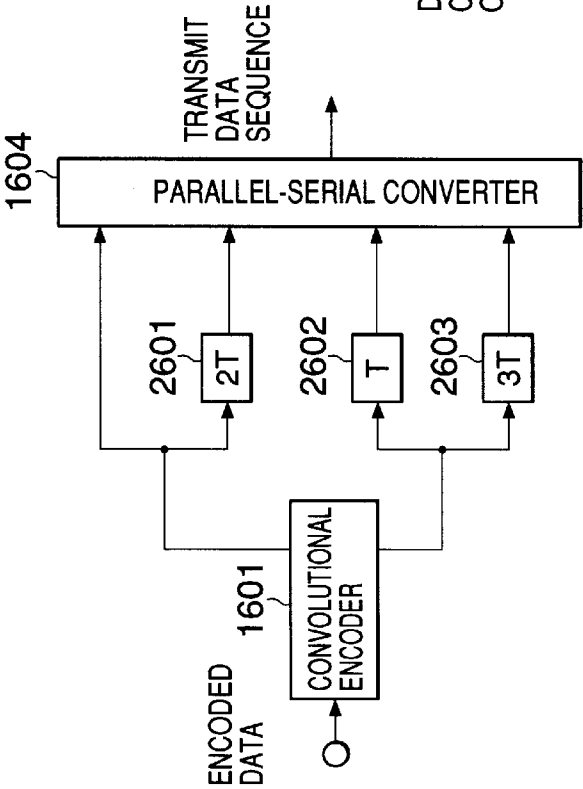 ENCODED
DATA
1601
CONVOLUTIONAL
ENCODER
2601
2T
2602
T
2603
3T
1604
PARALLEL-SERIAL CONVERTER
TRANSMIT
DATA
SEQUENCE